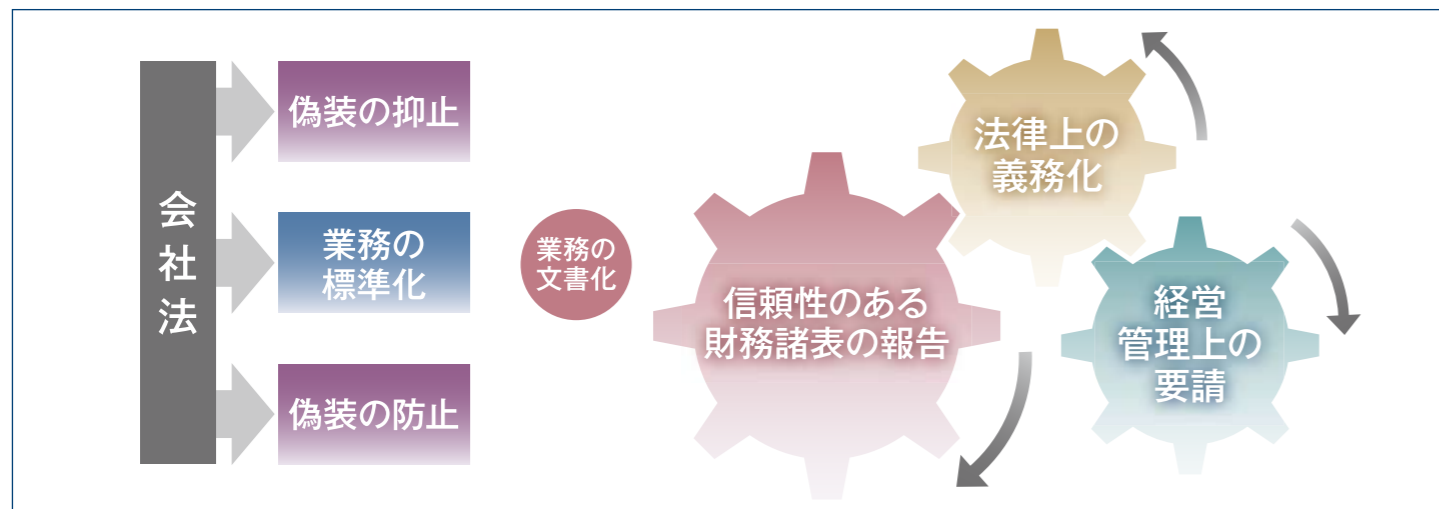 会社法
偽装の抑止
業務の
標準化
偽装の防止
業務の
文書化
信頼性のある
財務諸表の報告
法律上の
義務化
経営
管理上の
要請